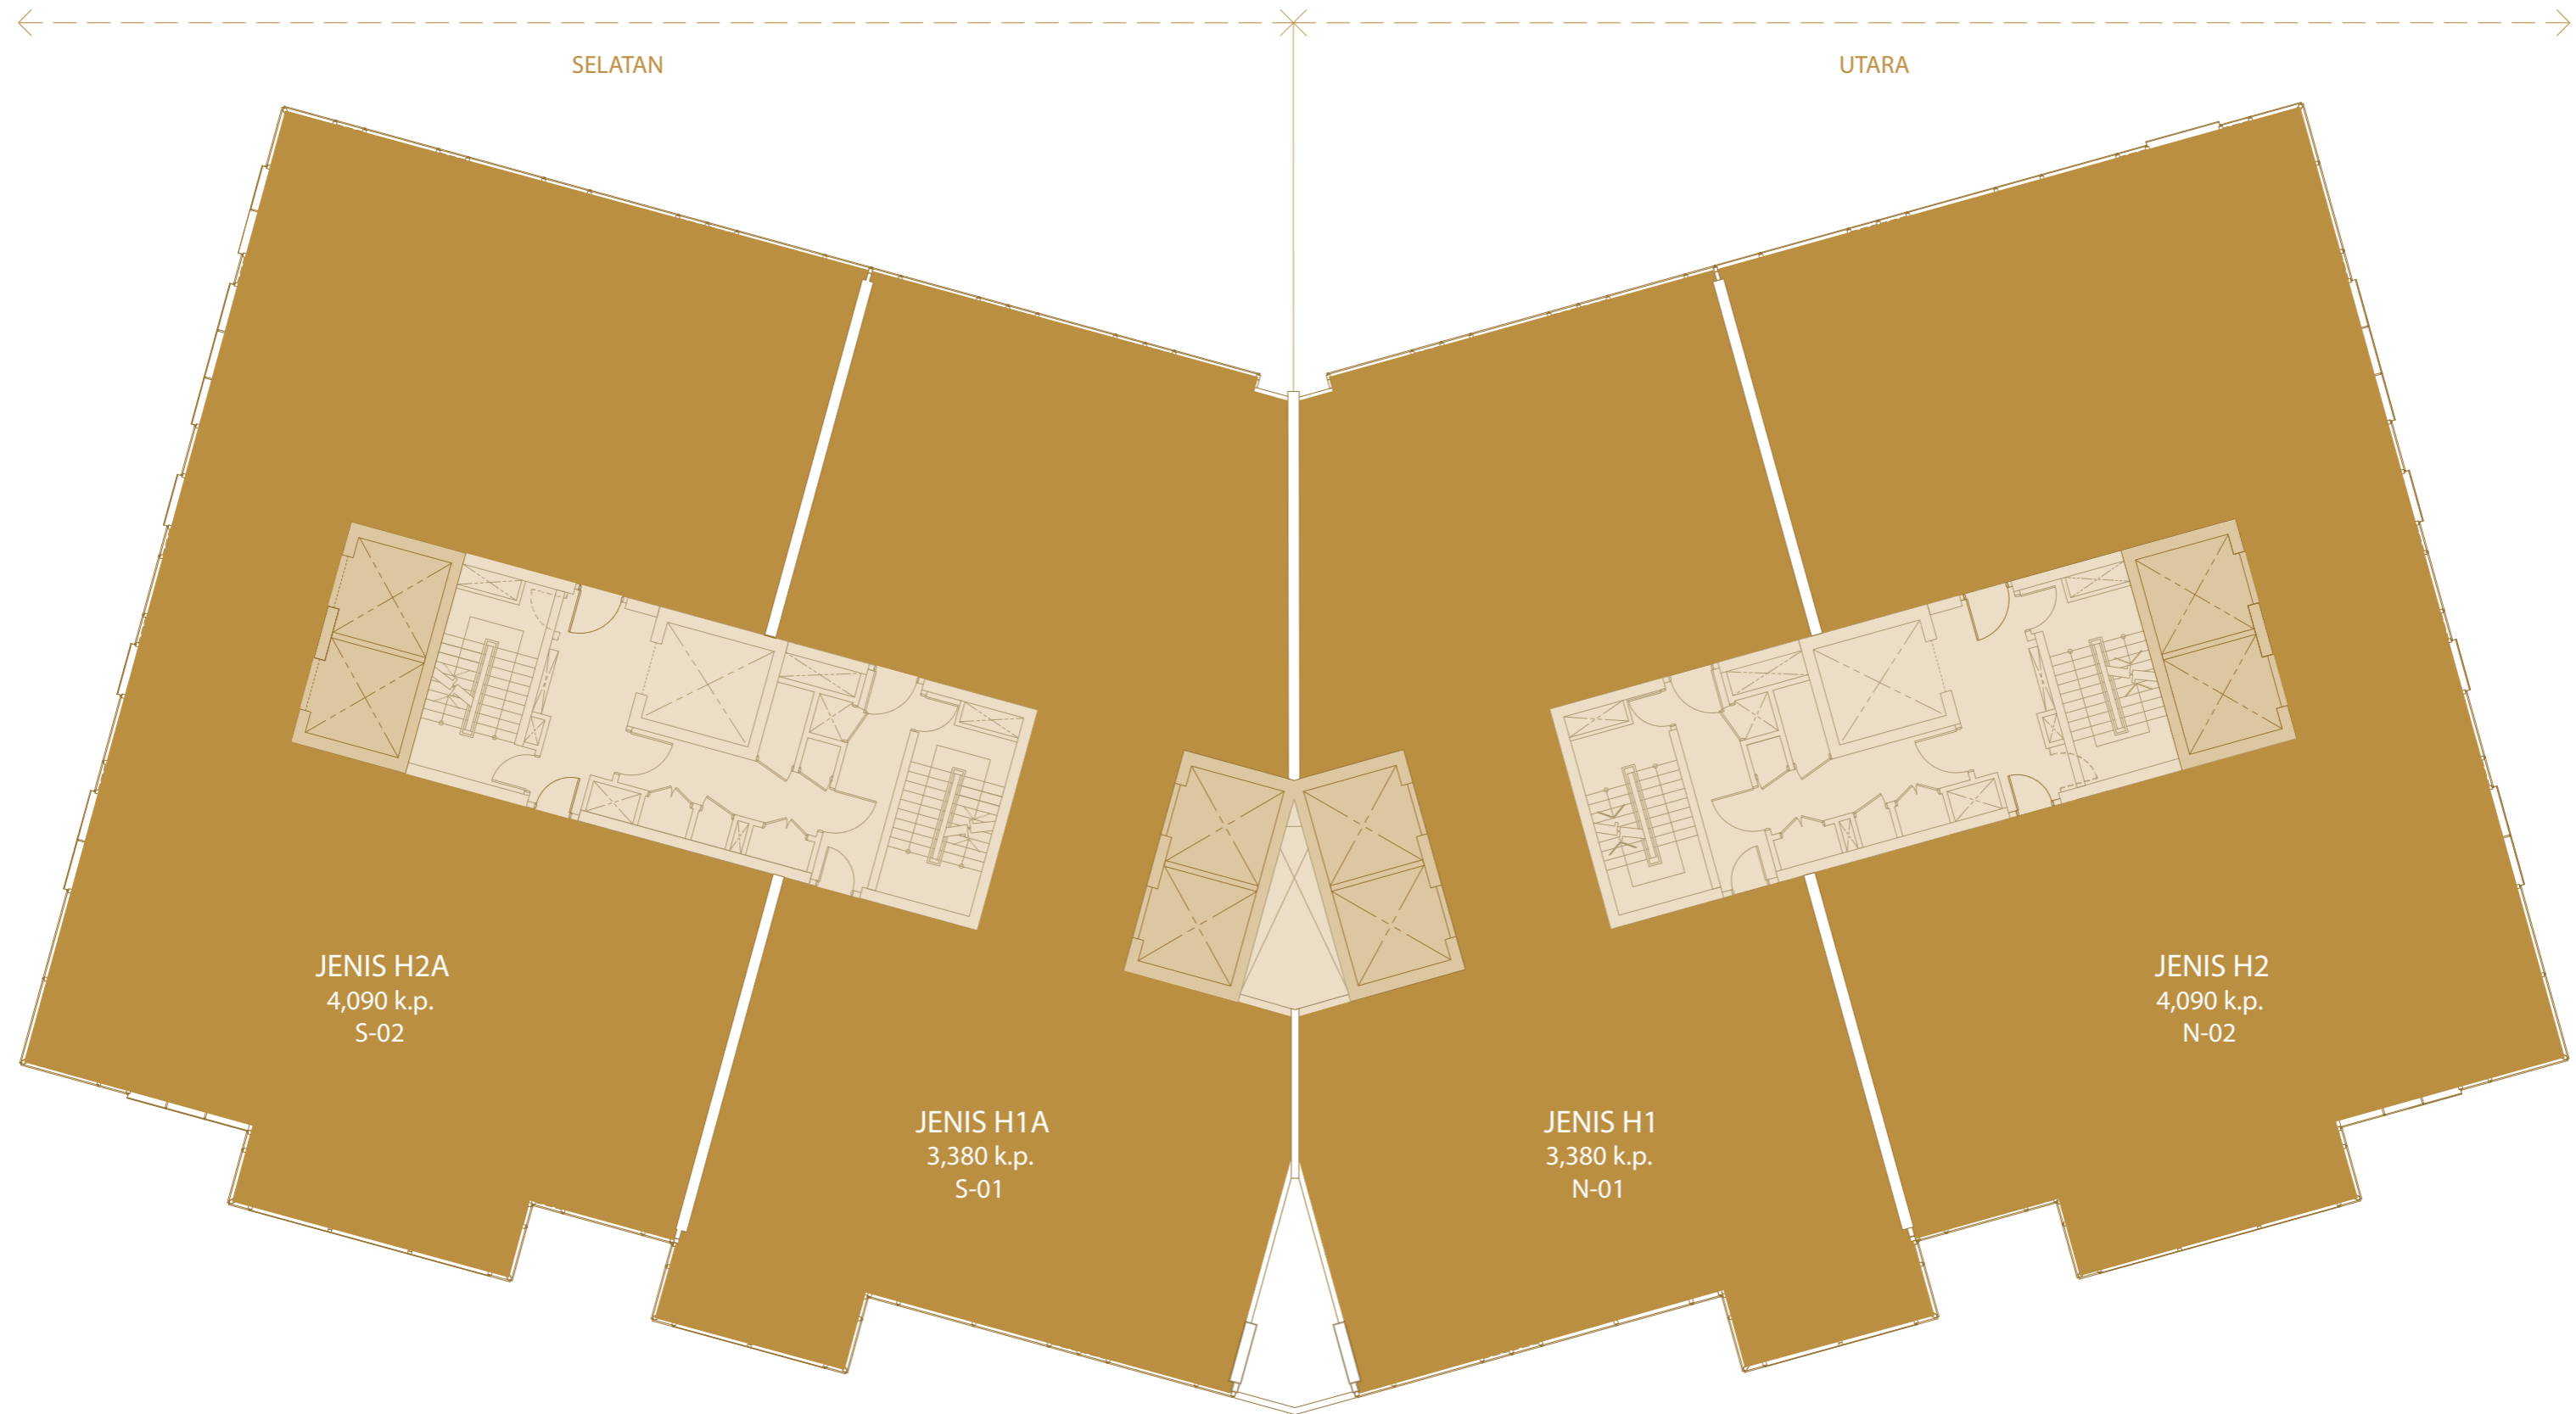 SELATAN
UTARA
JENIS H2A
4,090 k.p.
S-02
JENIS H1A
3,380 k.p.
S-01
JENIS H1
3,380 k.p.
N-01
JENIS H2
4,090 k.p.
N-02